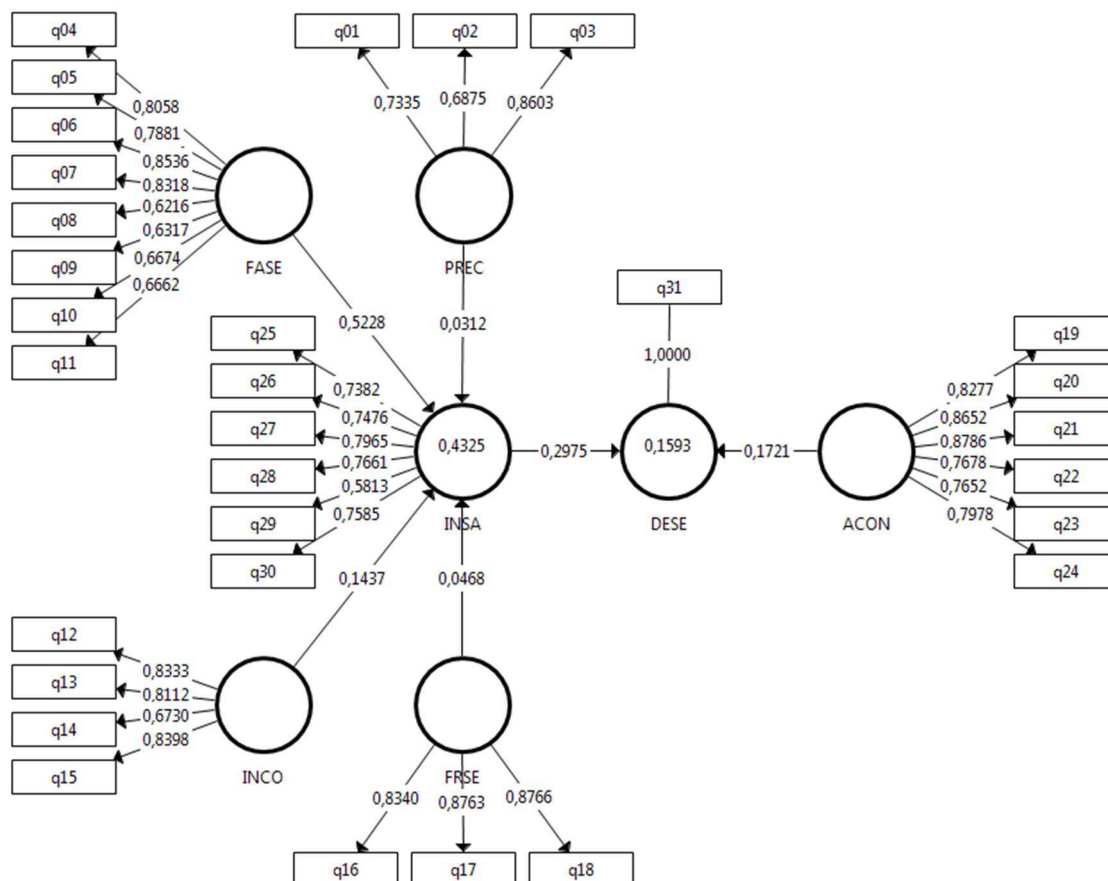 q04
q05
q06
q07
q08
q09
q10
q11
0,8058
0,7881
0,8536
0,8318
0,6216
0,6317
0,6674
0,6662
FASE
q01
q02
q03
0,7335
0,6875
0,8603
PREC
0,5228
0,0312
q31
1,0000
q25
q26
q27
q28
q29
q30
0,7382
0,7476
0,7965
0,7661
0,5813
0,7585
0,4325
INSA
0,2975
0,1593
DESE
0,1721
ACON
0,8277
0,8652
0,8786
0,7678
0,7652
0,7978
q19
q20
q21
q22
q23
q24
0,1437
0,0468
q12
q13
q14
q15
0,8333
0,8112
0,6730
0,8398
INCO
FRSE
0,8340
0,8763
0,8766
q16
q17
q18